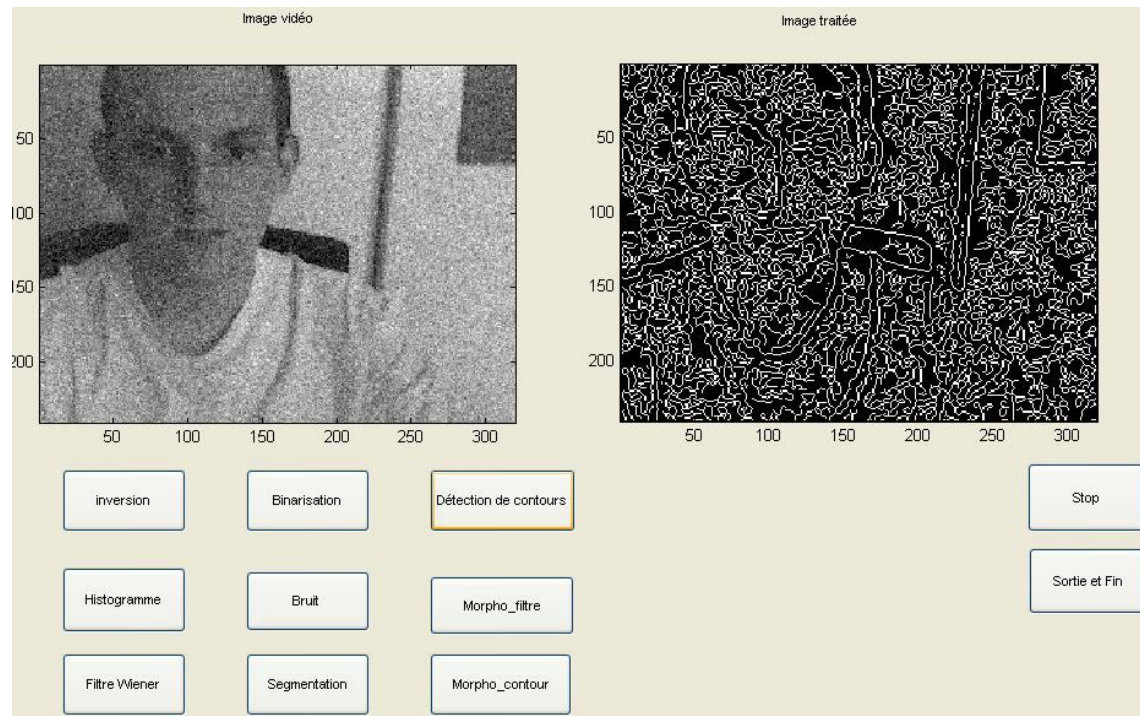 Image vidéo
Image traitée
50
100
150
200
50 100 150 200 250 300
50
100
150
200
50 100 150 200 250 300
inversion
Binarisation
Détection de contours
Stop
Histogramme
Bruit
Morpho_filtre
Sortie et Fin
Filtre Wiener
Segmentation
Morpho_contour